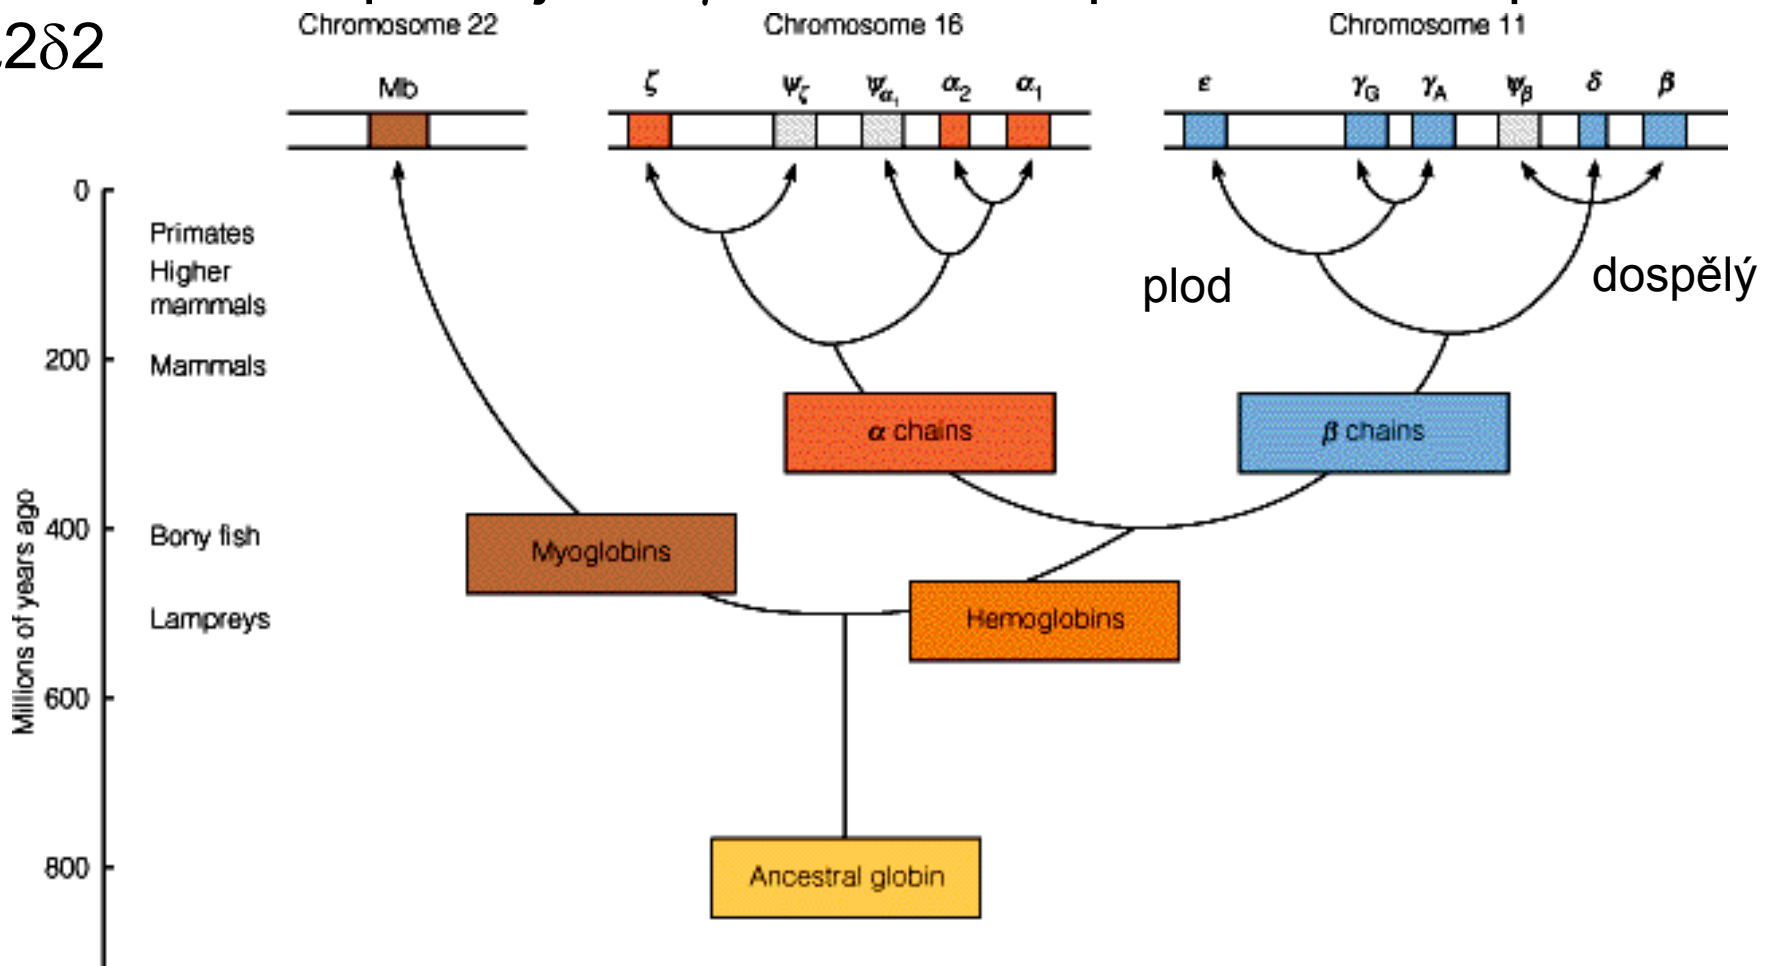 2δ2
Chromosome 22
Chromosome 16
Chromosome 11
Mb
ζ ψζ ψα1 α2 α1
ε γG γA ψβ δ β
0
Primates
Higher
mammals
plod
dospělý
200
Mammals
α chains
β chains
Millions of years ago
400
Bony fish
Myoglobins
Lampreys
Hemoglobins
600
800
Ancestral globin